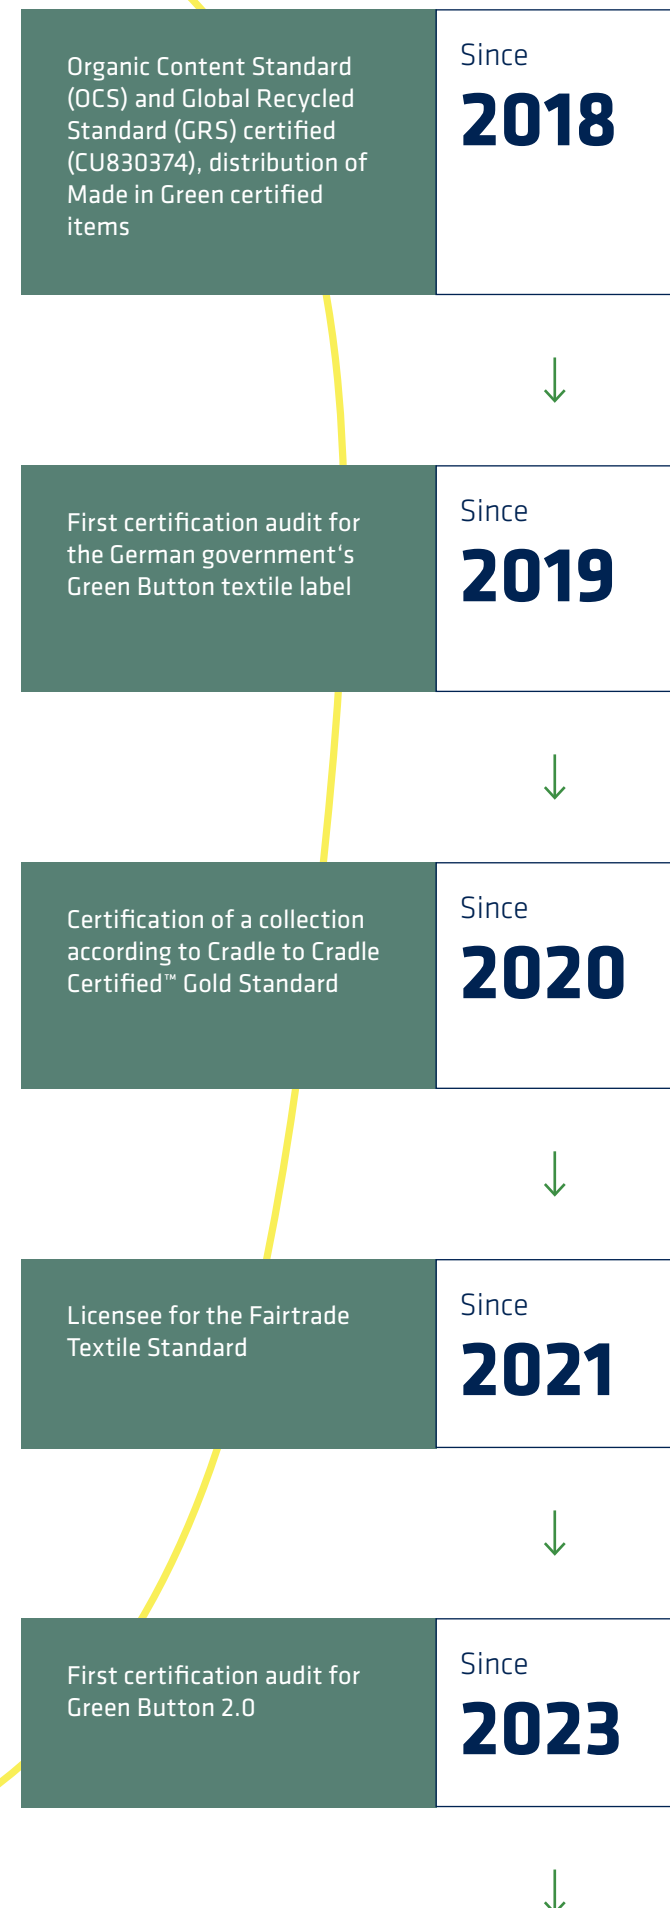 Organic Content Standard
(OCS) and Global Recycled
Standard (GRS) certified
(CU830374), distribution of
Made in Green certified
items
Since
2018
First certification audit for
the German government‘s
Green Button textile label
Since
2019
Certification of a collection
according to Cradle to Cradle
Certified™ Gold Standard
Since
2020
Licensee for the Fairtrade
Textile Standard
Since
2021
First certification audit for
Green Button 2.0
Since
2023